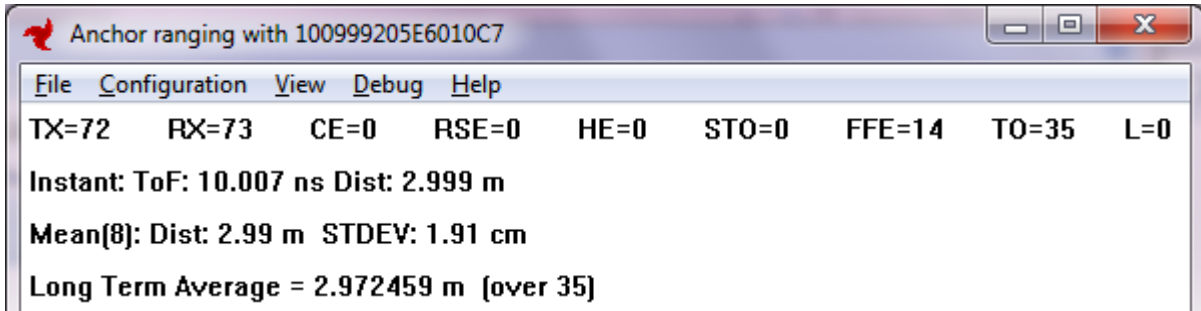 Anchor ranging with 100999205E6010C7
File Configuration View Debug Help
TX=72 RX=73 CE=0 RSE=0 HE=0 STO=0 FFE=14 TO=35 L=0
Instant: ToF: 10.007 ns Dist: 2.999 m
Mean(8): Dist: 2.99 m STDEV: 1.91 cm
Long Term Average = 2.972459 m (over 35)